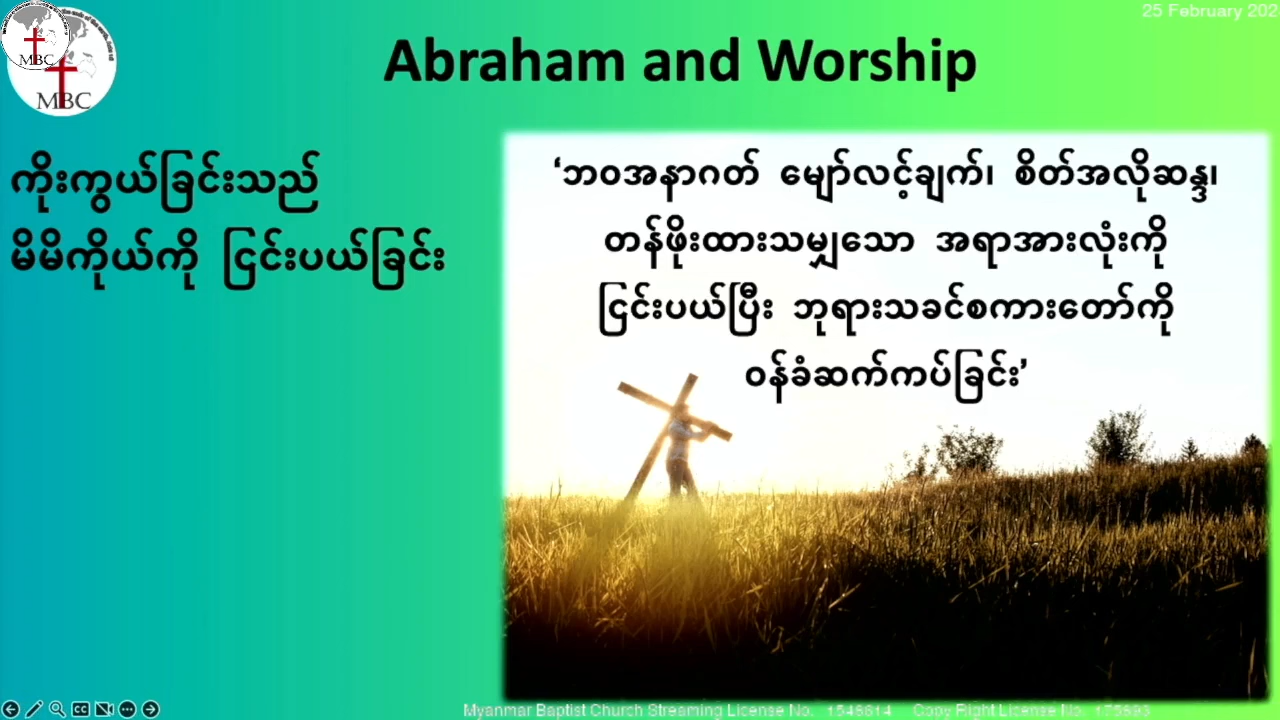 25 February 202
MBC
MBC
Abraham and Worship
ကိုးကွယ်ခြင်းသည်
မိမိကိုယ်ကို ငြင်းပယ်ခြင်း
‘ဘဝအနာဂတ် မျှော်လင့်ချက်၊ စိတ်အလိုဆန္ဒ၊
တန်ဖိုးထားသမျှသော အရာအားလုံးကို
ငြင်းပယ်ပြီး ဘုရားသခင်စကားတော်ကို
ဝန်ခံဆက်ကပ်ခြင်း’
Myanmar Baptist Church Streaming License No. 1546614 Copy Right License No. 175693